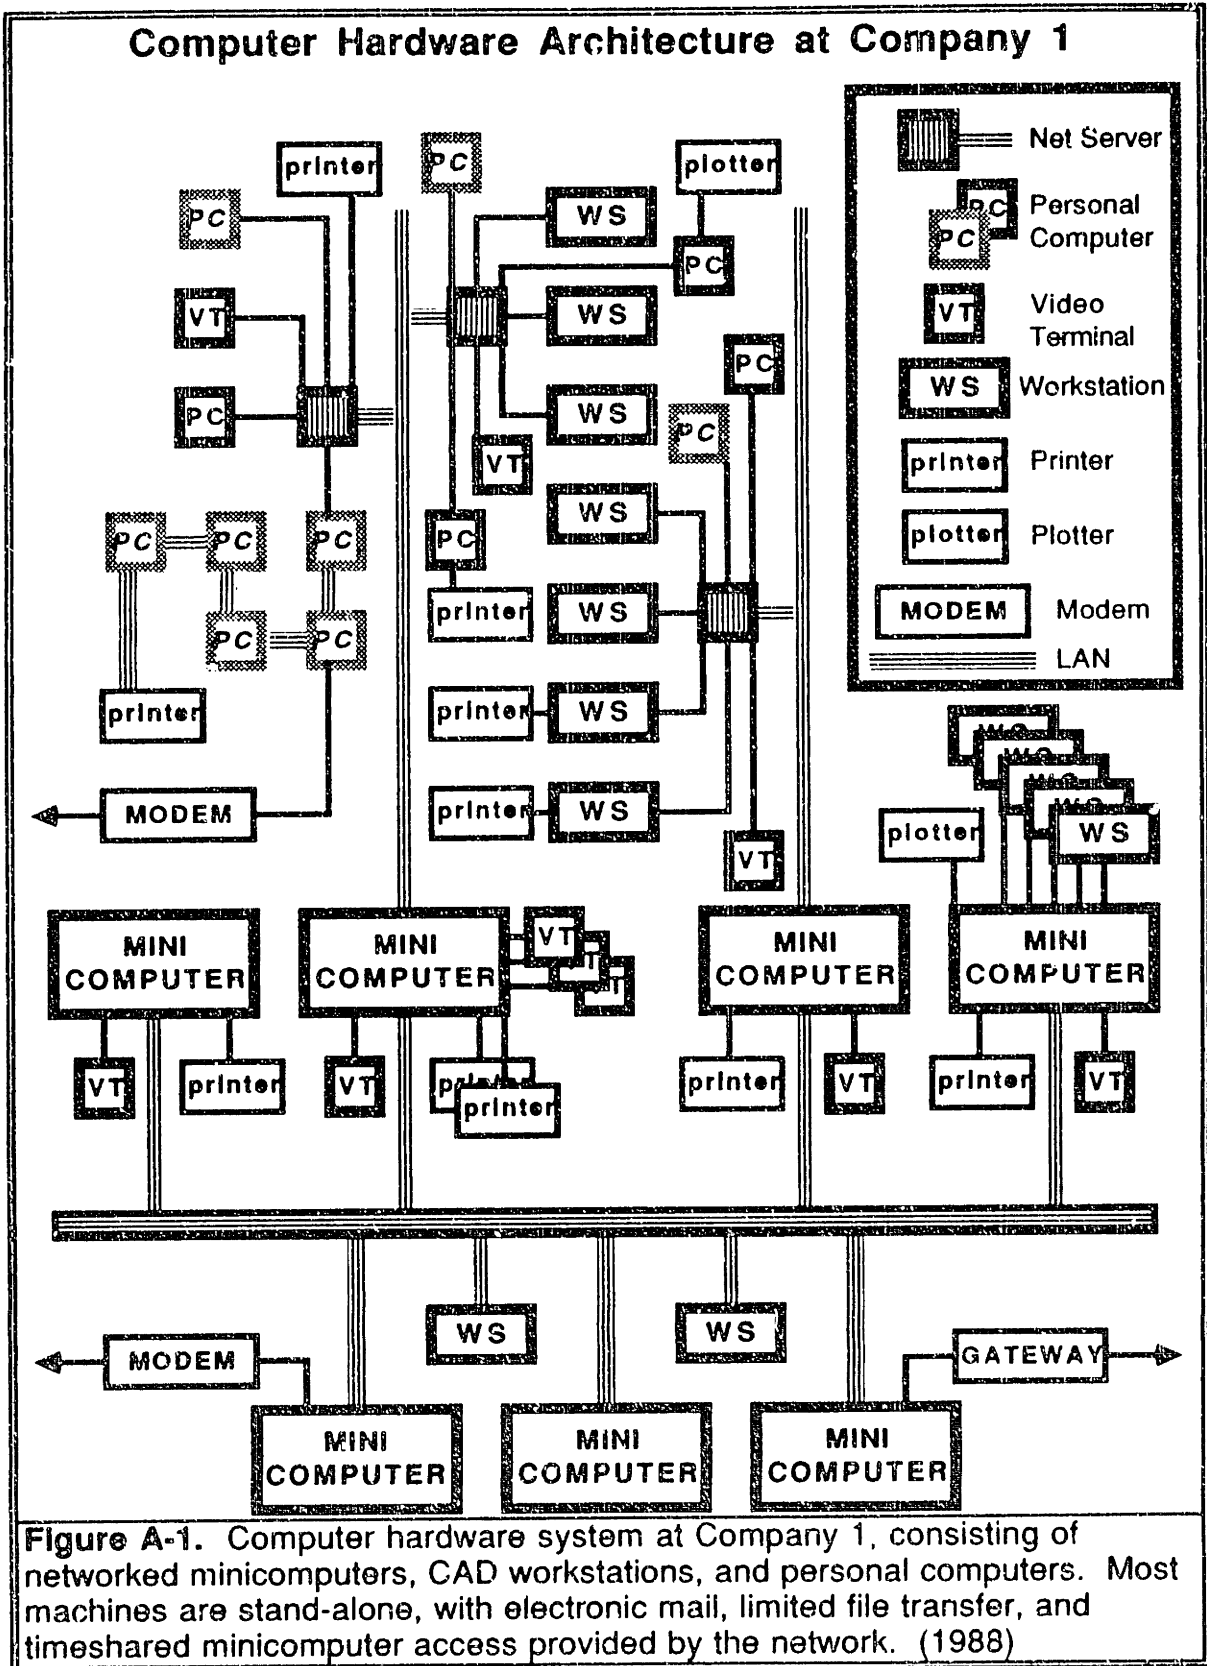 Computer Hardware Architecture at Company 1
printer
PC
plotter
Net Server
PC
WS
PC
PC
Personal
Computer
PC
VT
WS
VT
Video
Terminal
PC
PC
WS
PC
WS
Workstation
VT
printer
Printer
WS
PC
PC
PC
PC
plotter
Plotter
printer
WS
MODEM
Modem
PC
PC
LAN
printer
printer
WS
MODEM
printer
WS
plotter
WS
VT
MINI
COMPUTER
MINI
COMPUTER
VT
MINI
COMPUTER
MINI
COMPUTER
VT
printer
VT
printer
printer
VT
printer
VT
WS
WS
MODEM
GATEWAY
MINI
COMPUTER
MINI
COMPUTER
MINI
COMPUTER
Figure A-1. Computer hardware system at Company 1, consisting of
networked minicomputers, CAD workstations, and personal computers. Most
machines are stand-alone, with electronic mail, limited file transfer, and
timeshared minicomputer access provided by the network. (1988)